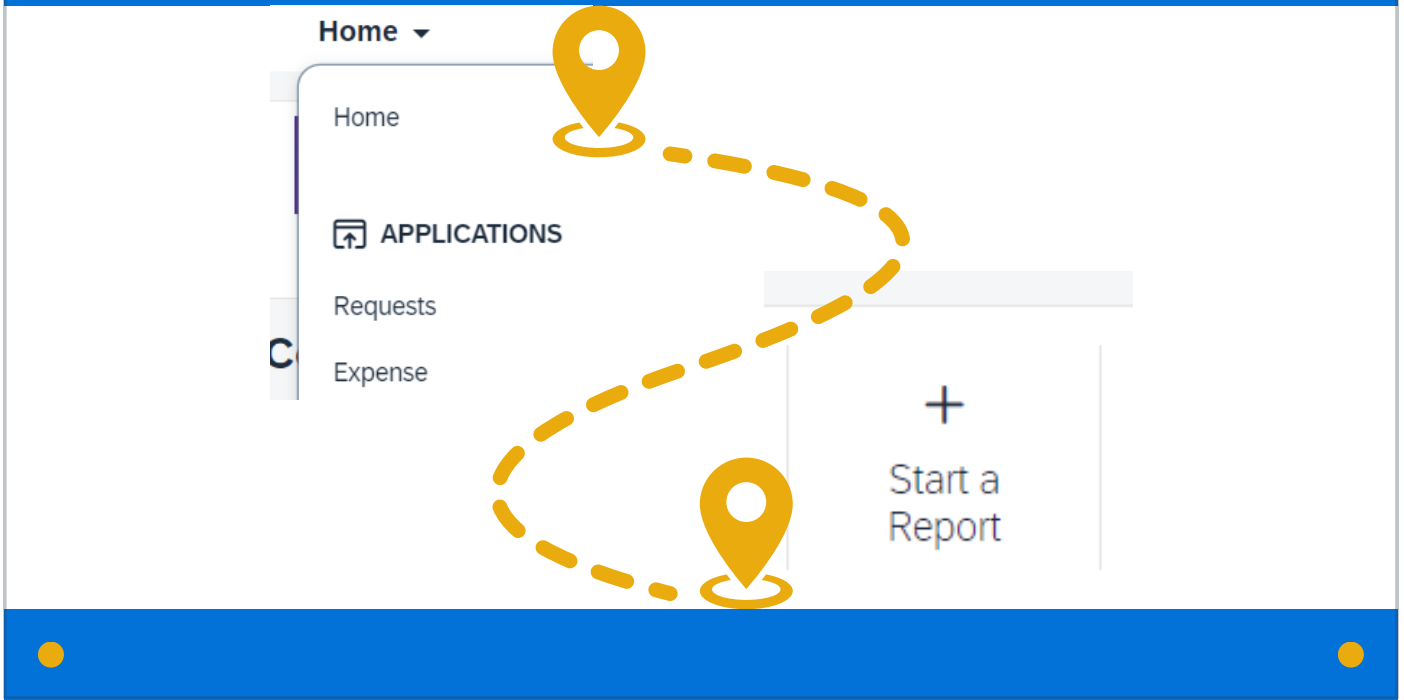 Home
Home
APPLICATIONS
Requests
Expense
Start a
Report